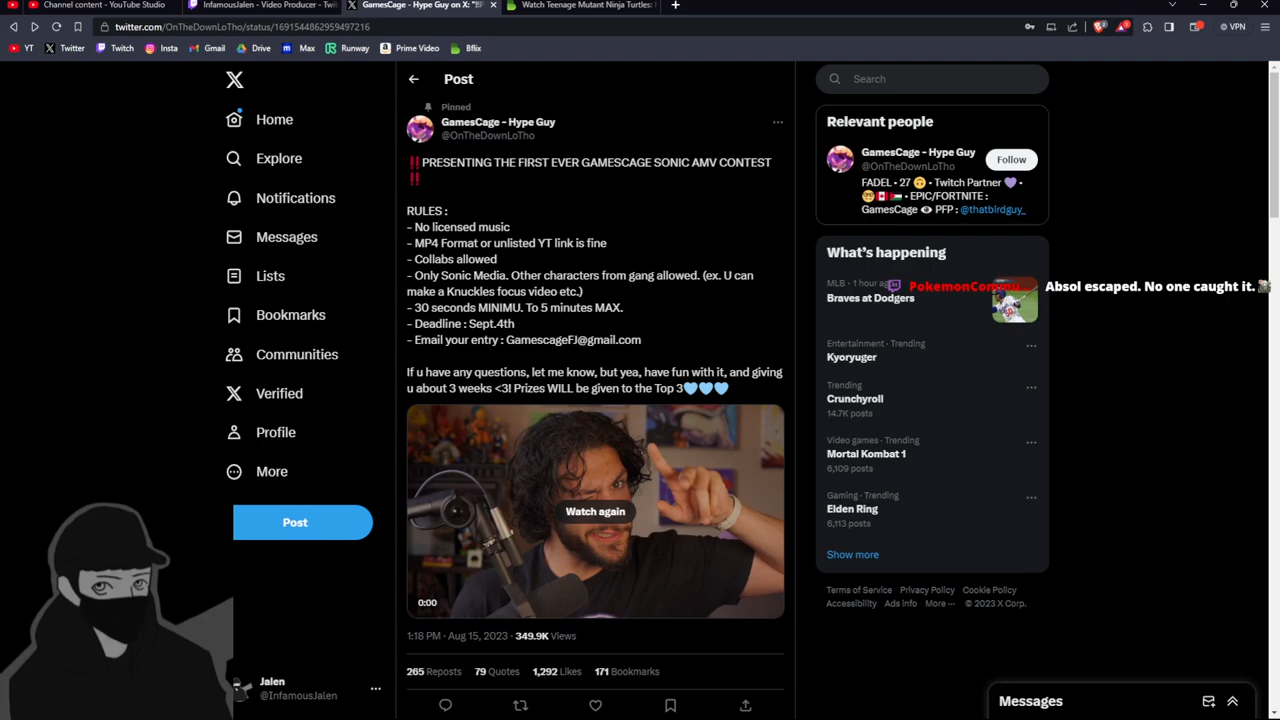 Channel content - YouTube Studio
InfamousJalen - Video Producer - Twi
GamesCage - Hype Guy on X: "‼️P
Watch Teenage Mutant Ninja Turtles:
twitter.com/OnTheDownLoTho/status/1691544862959497216
VPN
YT
Twitter
Twitch
Insta
Gmail
Drive
Max
Runway
Prime Video
Bflix
Home
Explore
Notifications
Messages
Lists
Bookmarks
Communities
Verified
Profile
More
Post
Jalen
@InfamousJalen
Post
Pinned
GamesCage - Hype Guy
@OnTheDownLoTho
‼️PRESENTING THE FIRST EVER GAMESCAGE SONIC AMV CONTEST
‼️
RULES :
- No licensed music
- MP4 Format or unlisted YT link is fine
- Collabs allowed
- Only Sonic Media. Other characters from gang allowed. (ex. U can
make a Knuckles focus video etc.)
- 30 seconds MINIMU. To 5 minutes MAX.
- Deadline : Sept.4th
- Email your entry : GamescageFJ@gmail.com
If u have any questions, let me know, but yea, have fun with it, and giving
u about 3 weeks <3! Prizes WILL be given to the Top 3🩵🩵🩵
Watch again
0:00
1:18 PM · Aug 15, 2023 · 349.9K Views
265 Reposts 79 Quotes 1,292 Likes 171 Bookmarks
Search
Relevant people
GamesCage - Hype Guy
@OnTheDownLoTho
Follow
FADEL • 27 🙃 • Twitch Partner 💜 •
🤓🇨🇦🇵🇸 • EPIC/FORTNITE :
GamesCage 👁 PFP : @thatbirdguy_
What's happening
MLB · 1 hour ag
Braves at Dodgers
PokemonCommu... Absol escaped. No one caught it.
Entertainment · Trending
Kyoryuger
Trending
Crunchyroll
14.7K posts
Video games · Trending
Mortal Kombat 1
6,109 posts
Gaming · Trending
Elden Ring
6,113 posts
Show more
Terms of Service Privacy Policy Cookie Policy
Accessibility Ads info More ··· © 2023 X Corp.
Messages